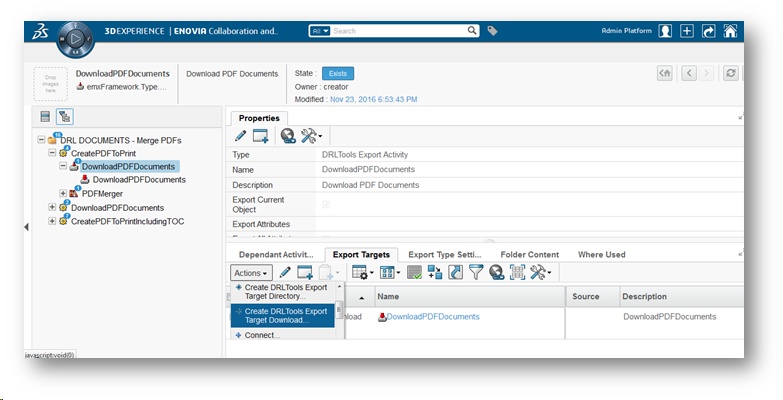 3DEXPERIENCE | ENOVIA Collaboration and..
All
Search
Admin Platform
Drop images here.
DownloadPDFDocuments
emxFramework.Type....
Download PDF Documents
State : Exists
Owner : creator
Modified : Nov 23, 2016 6:53:43 PM
DRL DOCUMENTS - Merge PDFs
CreatePDFToPrint
DownloadPDFDocuments
DownloadPDFDocuments
PDFMerger
DownloadPDFDocuments
CreatePDFToPrintIncludingTOC
javascript:void(0)
Properties
Type DRLTools Export Activity
Name DownloadPDFDocuments
Description Download PDF Documents
Export Current
Object
Export Attributes
Dependant Activit... Export Targets Export Type Setti... Folder Content Where Used
Actions
Name Source Description
Create DRLTools Export
Target Directory...
Create DRLTools Export
Target Download...
Connect...
nload DownloadPDFDocuments DownloadPDFDocuments